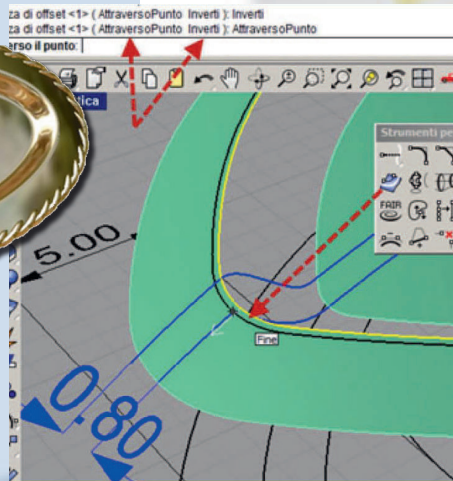 za di offset <1> ( AttraversoPunto Inverti ): Inverti
za di offset <1> ( AttraversoPunto Inverti ): AttraversoPunto
erso il punto:
tica
Strumenti pe
FAIR
5.00
Fine
0.80